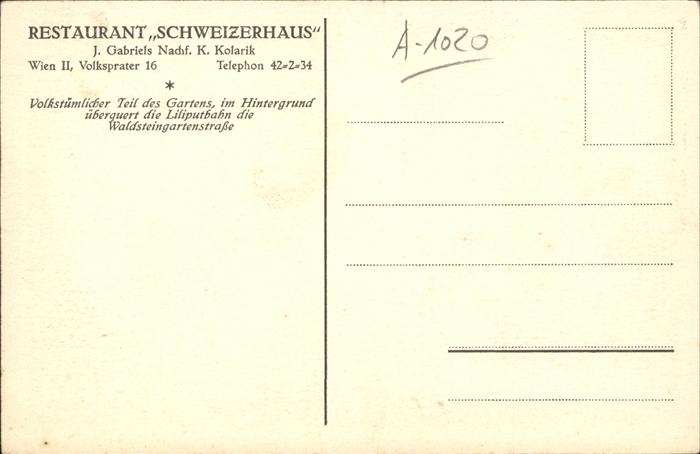 RESTAURANT „SCHWEIZERHAUS“
J. Gabriels Nachf. K. Kolarik
Wien II, Volksprater 16 Telephon 42=2=34
*
Volkstümlicher Teil des Gartens, im Hintergrund
überquert die Liliputbahn die
Waldsteingartenstraße
A-1020